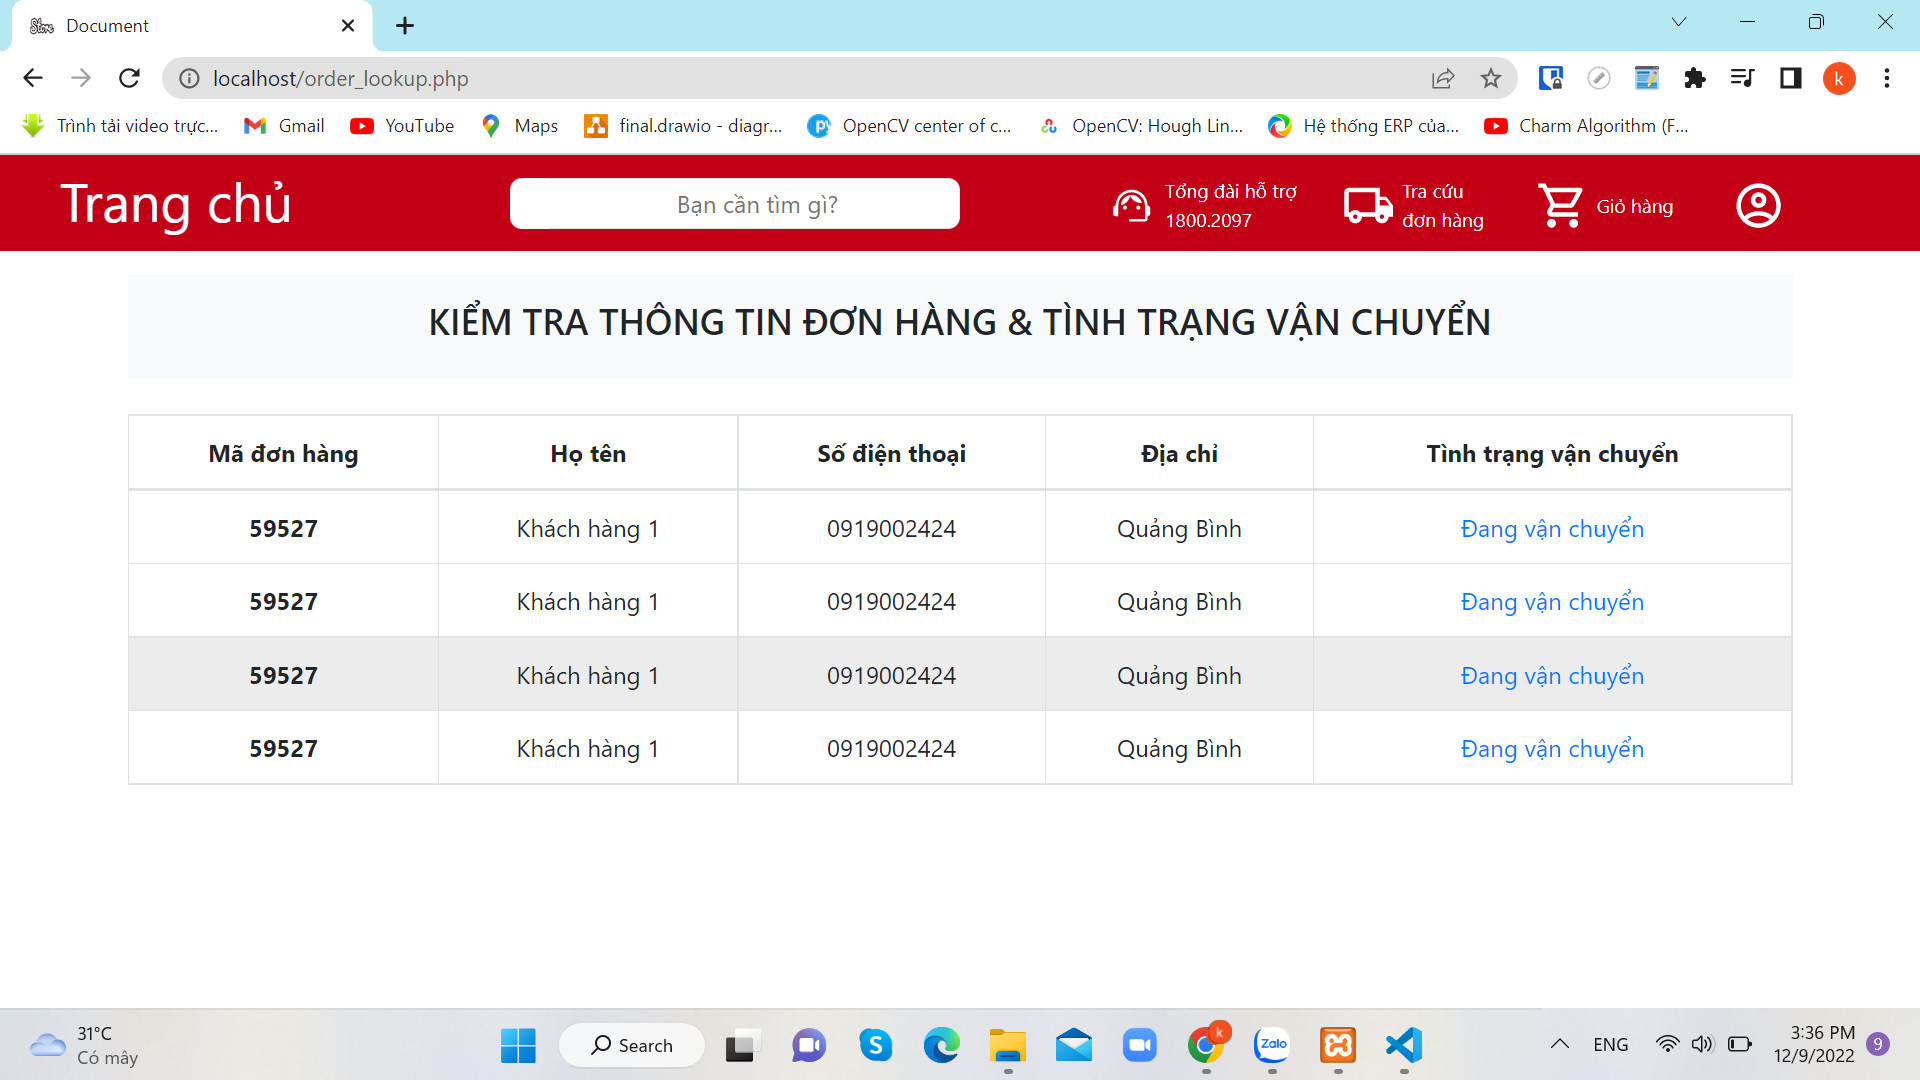 Store Document
localhost/order_lookup.php
k
Trình tải video trực...
Gmail
YouTube
Maps
final.drawio - diagr...
OpenCV center of c...
OpenCV: Hough Lin...
Hệ thống ERP của...
Charm Algorithm (F...
Trang chủ
Bạn cần tìm gì?
Tổng đài hỗ trợ
1800.2097
Tra cứu
đơn hàng
Giỏ hàng
KIỂM TRA THÔNG TIN ĐƠN HÀNG & TÌNH TRẠNG VẬN CHUYỂN
Mã đơn hàng Họ tên Số điện thoại Địa chỉ Tình trạng vận chuyển
59527 Khách hàng 1 0919002424 Quảng Bình Đang vận chuyển
59527 Khách hàng 1 0919002424 Quảng Bình Đang vận chuyển
59527 Khách hàng 1 0919002424 Quảng Bình Đang vận chuyển
59527 Khách hàng 1 0919002424 Quảng Bình Đang vận chuyển
31°C
Có mây
Search
S
k
Zalo
ENG
3:36 PM
12/9/2022
9